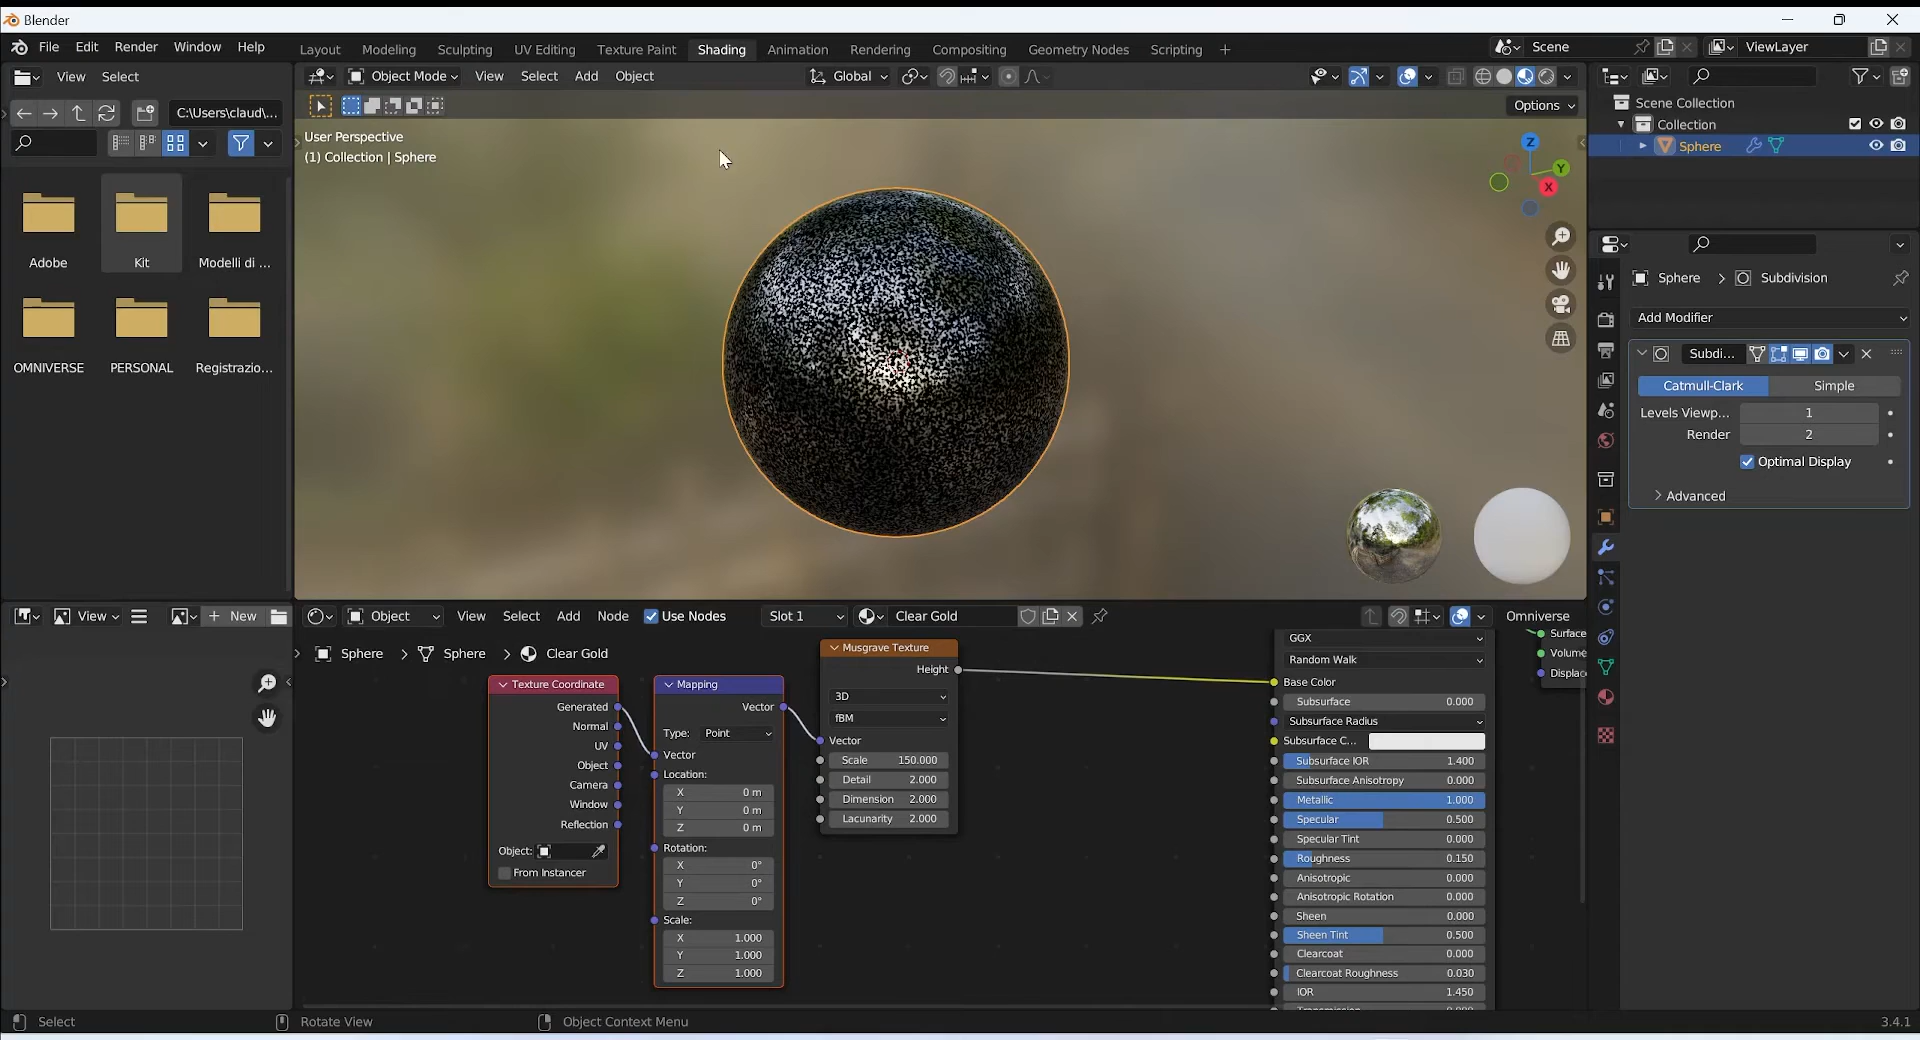 Blender
File Edit Render Window Help
Layout Modeling Sculpting UV Editing Texture Paint Shading Animation Rendering Compositing Geometry Nodes Scripting +
Scene
ViewLayer
View Select
Object Mode View Select Add Object
Global
C:\Users\claud\...
Options
User Perspective
(1) Collection | Sphere
Z
Y
X
Adobe Kit Modelli di ...
OMNIVERSE PERSONAL Registrazio...
Scene Collection
Collection
Sphere
Sphere > Subdivision
Add Modifier
Subdi...
Catmull-Clark Simple
Levels Viewp... 1
Render 2
Optimal Display
Advanced
View
+ New
Object View Select Add Node Use Nodes Slot 1 Clear Gold
Omniverse
Sphere > Sphere > Clear Gold
Texture Coordinate
Generated
Normal
UV
Object
Camera
Window
Reflection
Object:
From Instancer
Mapping
Vector
Type: Point
Vector
Location:
X 0 m
Y 0 m
Z 0 m
Rotation:
X 0°
Y 0°
Z 0°
Scale:
X 1.000
Y 1.000
Z 1.000
Musgrave Texture
Height
3D
fBM
Vector
Scale 150.000
Detail 2.000
Dimension 2.000
Lacunarity 2.000
GGX
Random Walk
Base Color
Subsurface 0.000
Subsurface Radius
Subsurface C...
Subsurface IOR 1.400
Subsurface Anisotropy 0.000
Metallic 1.000
Specular 0.500
Specular Tint 0.000
Roughness 0.150
Anisotropic 0.000
Anisotropic Rotation 0.000
Sheen 0.000
Sheen Tint 0.500
Clearcoat 0.000
Clearcoat Roughness 0.030
IOR 1.450
Surface
Volume
Displac
Select
Rotate View
Object Context Menu
3.4.1